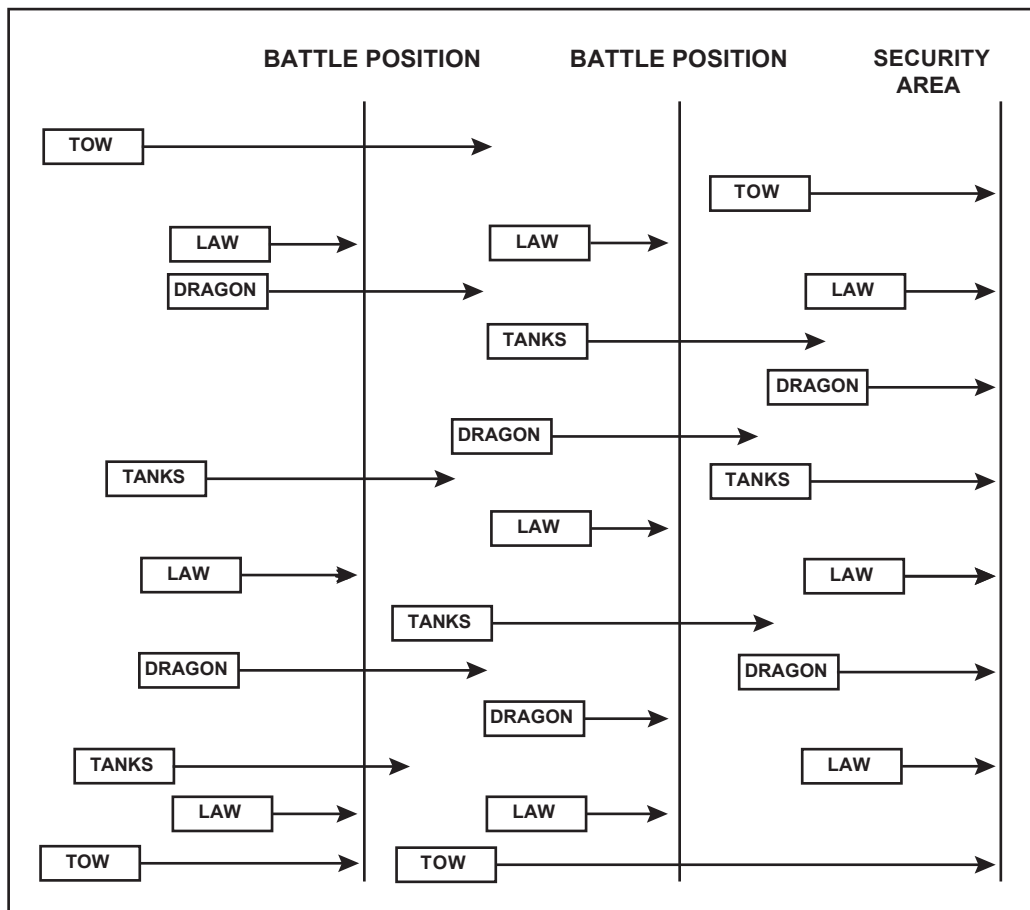 BATTLE POSITION BATTLE POSITION SECURITY
AREA
TOW
TOW
LAW LAW
DRAGON LAW
TANKS
DRAGON
DRAGON
TANKS TANKS
LAW
LAW LAW
TANKS
DRAGON DRAGON
DRAGON
TANKS LAW
LAW LAW
TOW TOW